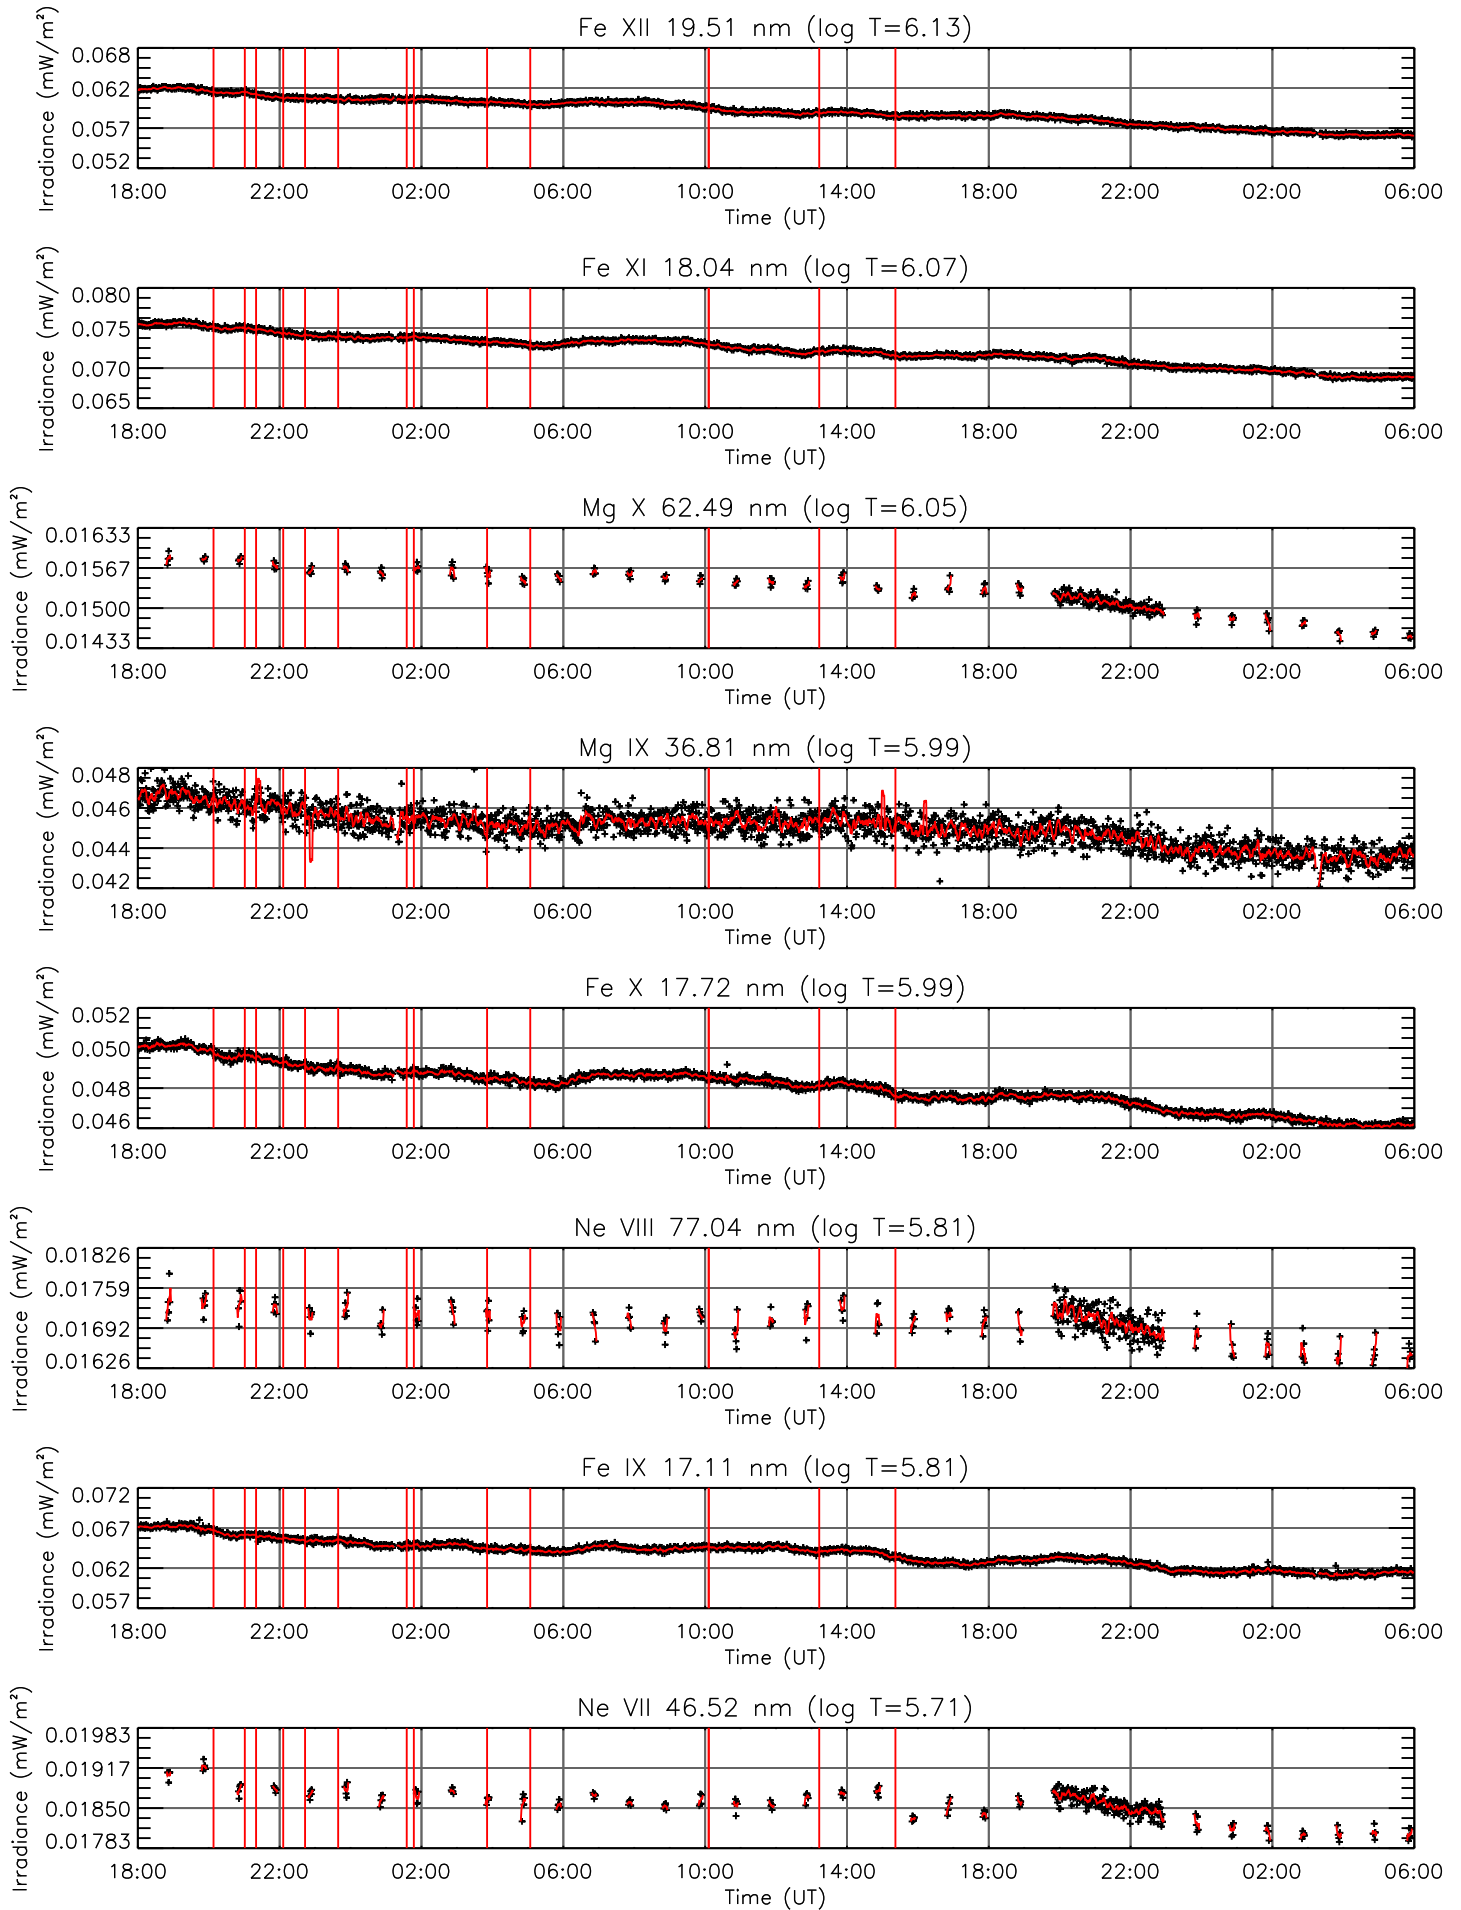 Fe XII 19.51 nm (log T=6.13)
Irradiance (mW/m²)
0.068
0.062
0.057
0.052
18:00 22:00 02:00 06:00 10:00 14:00 18:00 22:00 02:00 06:00
Time (UT)
Fe XI 18.04 nm (log T=6.07)
Irradiance (mW/m²)
0.080
0.075
0.070
0.065
18:00 22:00 02:00 06:00 10:00 14:00 18:00 22:00 02:00 06:00
Time (UT)
Mg X 62.49 nm (log T=6.05)
Irradiance (mW/m²)
0.01633
0.01567
0.01500
0.01433
18:00 22:00 02:00 06:00 10:00 14:00 18:00 22:00 02:00 06:00
Time (UT)
Mg IX 36.81 nm (log T=5.99)
Irradiance (mW/m²)
0.048
0.046
0.044
0.042
18:00 22:00 02:00 06:00 10:00 14:00 18:00 22:00 02:00 06:00
Time (UT)
Fe X 17.72 nm (log T=5.99)
Irradiance (mW/m²)
0.052
0.050
0.048
0.046
18:00 22:00 02:00 06:00 10:00 14:00 18:00 22:00 02:00 06:00
Time (UT)
Ne VIII 77.04 nm (log T=5.81)
Irradiance (mW/m²)
0.01826
0.01759
0.01692
0.01626
18:00 22:00 02:00 06:00 10:00 14:00 18:00 22:00 02:00 06:00
Time (UT)
Fe IX 17.11 nm (log T=5.81)
Irradiance (mW/m²)
0.072
0.067
0.062
0.057
18:00 22:00 02:00 06:00 10:00 14:00 18:00 22:00 02:00 06:00
Time (UT)
Ne VII 46.52 nm (log T=5.71)
Irradiance (mW/m²)
0.01983
0.01917
0.01850
0.01783
18:00 22:00 02:00 06:00 10:00 14:00 18:00 22:00 02:00 06:00
Time (UT)